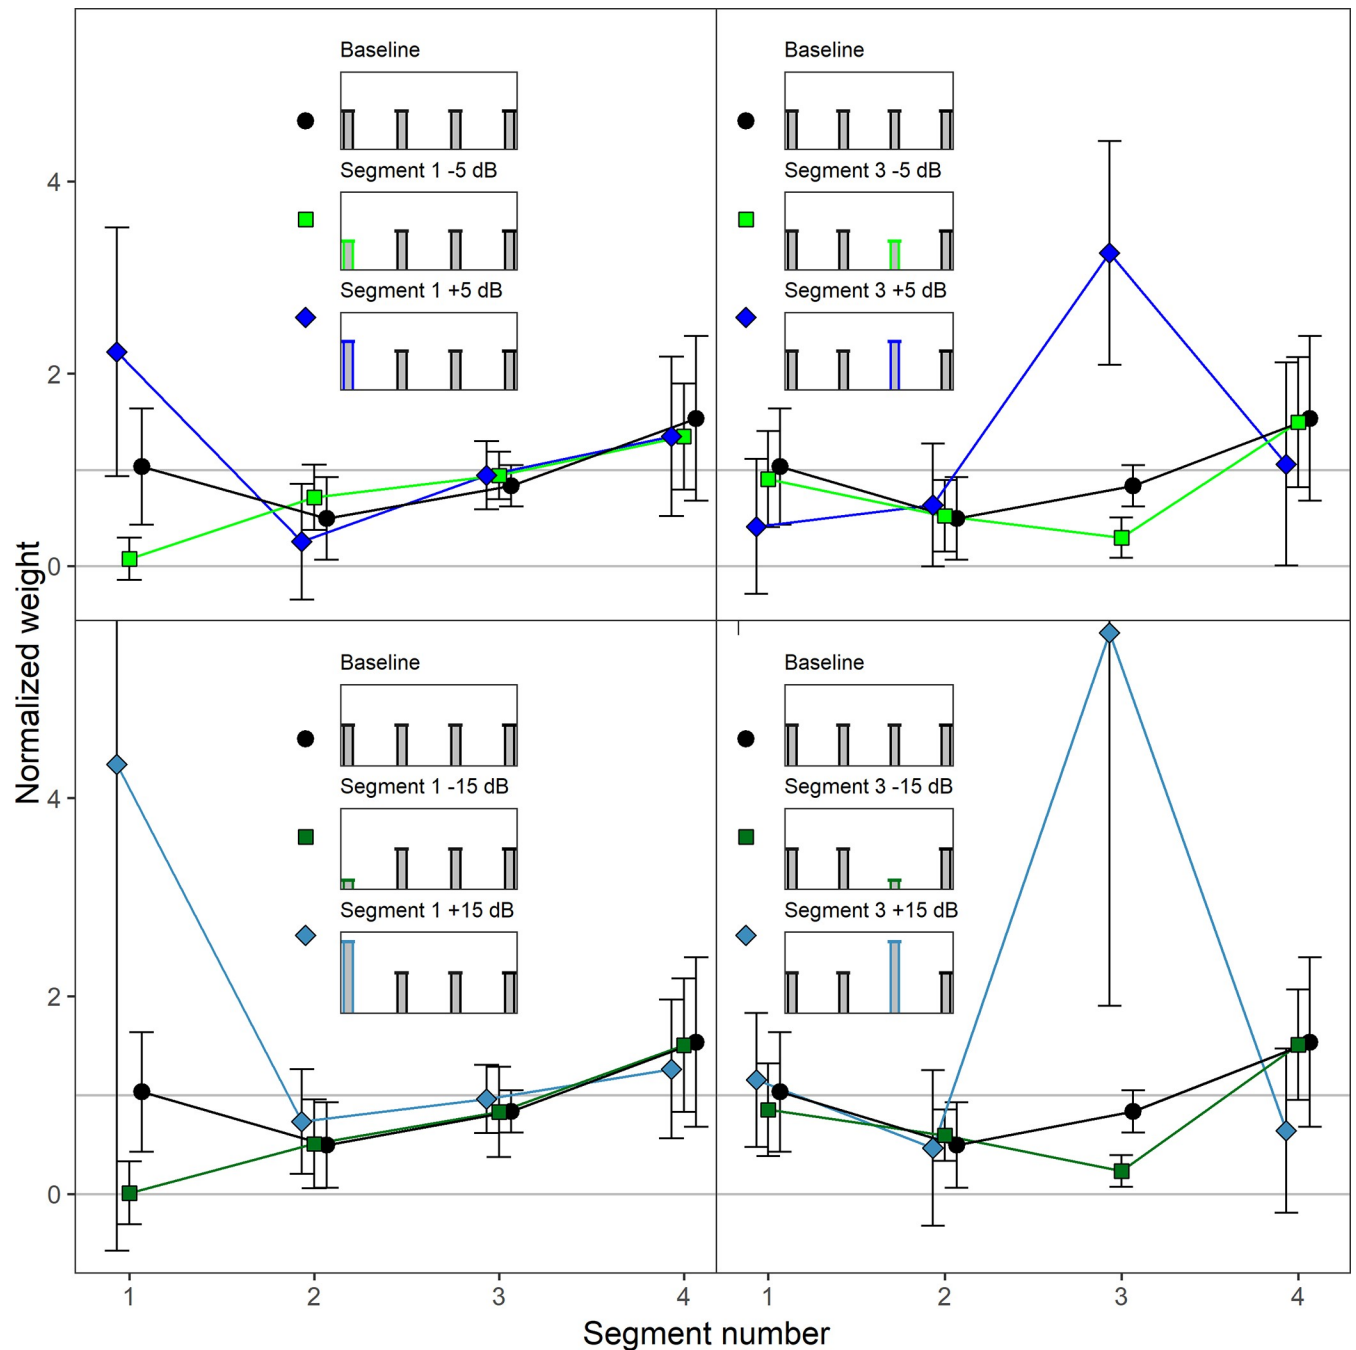 Baseline
Segment 1 -5 dB
Segment 1 +5 dB
Baseline
Segment 3 -5 dB
Segment 3 +5 dB
4
2
0
Baseline
Segment 1 -15 dB
Segment 1 +15 dB
Baseline
Segment 3 -15 dB
Segment 3 +15 dB
4
2
0
Normalized weight
1 2 3 4
1 2 3 4
Segment number